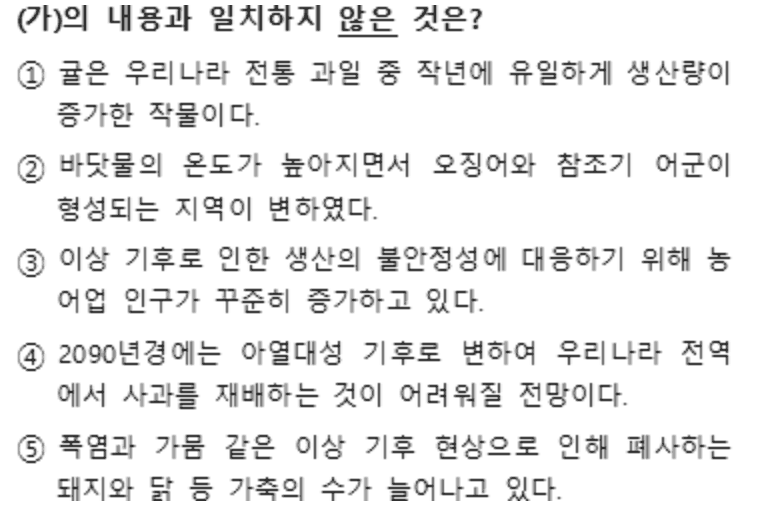 (가)의 내용과 일치하지 않은 것은?
① 귤은 우리나라 전통 과일 중 작년에 유일하게 생산량이
증가한 작물이다.
② 바닷물의 온도가 높아지면서 오징어와 참조기 어군이
형성되는 지역이 변하였다.
③ 이상 기후로 인한 생산의 불안정성에 대응하기 위해 농
어업 인구가 꾸준히 증가하고 있다.
④ 2090년경에는 아열대성 기후로 변하여 우리나라 전역
에서 사과를 재배하는 것이 어려워질 전망이다.
⑤ 폭염과 가뭄 같은 이상 기후 현상으로 인해 폐사하는
돼지와 닭 등 가축의 수가 늘어나고 있다.